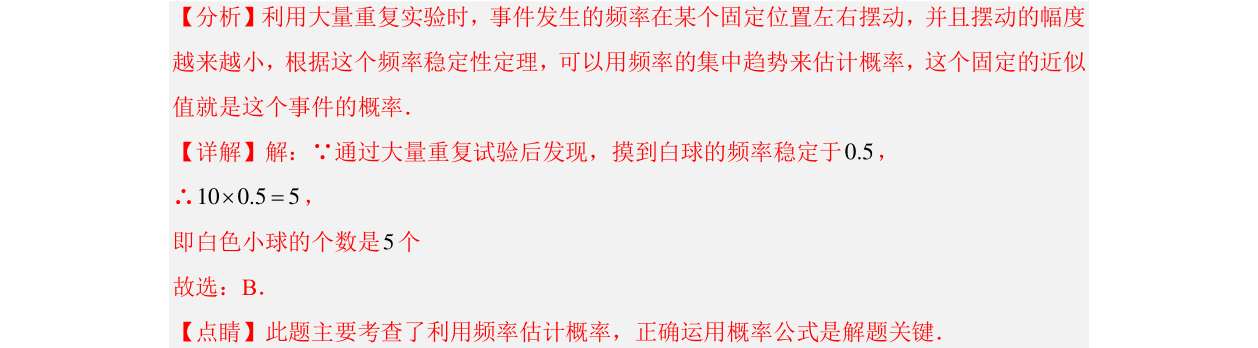 【分析】利用大量重复实验时，事件发生的频率在某个固定位置左右摆动，并且摆动的幅度
越来越小，根据这个频率稳定性定理，可以用频率的集中趋势来估计概率，这个固定的近似
值就是这个事件的概率．
【详解】解：∵通过大量重复试验后发现，摸到白球的频率稳定于0.5，
∴10×0.5=5，
即白色小球的个数是5个
故选：B．
【点睛】此题主要考查了利用频率估计概率，正确运用概率公式是解题关键．